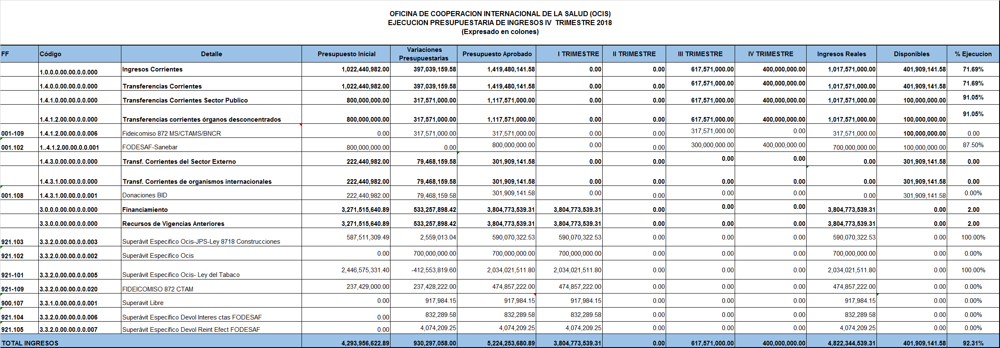 OFICINA DE COOPERACION INTERNACIONAL DE LA SALUD (OCIS)
EJECUCION PRESUPUESTARIA DE INGRESOS IV  TRIMESTRE 2018
(Expresado en colones)
FF Código Detalle Presupuesto Inicial Variaciones Presupuestarias Presupuesto Aprobado I TRIMESTRE II TRIMESTRE III TRIMESTRE IV TRIMESTRE Ingresos Reales Disponibles % Ejecucion
1.0.0.0.00.00.0.0.000 Ingresos Corrientes 1,022,440,982.00 397,039,159.58 1,419,480,141.58 0.00 0.00 617,571,000.00 400,000,000.00 1,017,571,000.00 401,909,141.58 71.69%
1.4.0.0.00.00.0.0.000 Transferencias Corrientes 1,022,440,982.00 397,039,159.58 1,419,480,141.58 0.00 0.00 617,571,000.00 400,000,000.00 1,017,571,000.00 401,909,141.58 71.69%
1.4.1.0.00.00.0.0.000 Transferencias Corrientes Sector Publico 800,000,000.00 317,571,000.00 1,117,571,000.00 0.00 0.00 617,571,000.00 400,000,000.00 1,017,571,000.00 100,000,000.00 91.05%
1.4.1.2.00.00.0.0.000 Transferencias corrientes órganos desconcentrados 800,000,000.00 317,571,000.00 1,117,571,000.00 0.00 0.00 617,571,000.00 400,000,000.00 1,017,571,000.00 100,000,000.00 91.05%
001-109 1.4.1.2.00.00.0.0.006 Fideicomiso 872 MS/CTAMS/BNCR 0.00 317,571,000.00 317,571,000.00 0.00 0.00 317,571,000.00 0.00 317,571,000.00 100,000,000.00 0.00
001.102 1..4.1.2.00.00.0.0.001 FODESAF-Sanebar 800,000,000.00 0.00 800,000,000.00 0.00 0.00 300,000,000.00 400,000,000.00 700,000,000.00 100,000,000.00 87.50%
1.4.3.0.00.00.0.0.000 Transf. Corrientes del Sector Externo 222,440,982.00 79,468,159.58 301,909,141.58 0.00 0.00 0.00 0.00 0.00 301,909,141.58 0.00
1.4.3.1.00.00.0.0.000 Transf. Corrientes de organismos internacionales 222,440,982.00 79,468,159.58 301,909,141.58 0.00 0.00 0.00 0.00 0.00 301,909,141.58 0.00
001.108 1.4.3.1.00.00.0.0.001 Donaciones BID 222,440,982.00 79,468,159.58 301,909,141.58 0.00 0.00 0.00 0.00 0.00 301,909,141.58 0.00%
3.0.0.0.00.00.0.0.000 Financiamiento 3,271,515,640.89 533,257,898.42 3,804,773,539.31 3,804,773,539.31 0.00 0.00 0.00 3,804,773,539.31 0.00 2.00
3.3.0.0.00.00.0.0.000 Recursos de Vigencias Anteriores 3,271,515,640.89 533,257,898.42 3,804,773,539.31 3,804,773,539.31 0.00 0.00 0.00 3,804,773,539.31 0.00 2.00
921.103 3.3.2.0.00.00.0.0.003 Superávit Especifico Ocis-JPS-Ley 8718 Construcciones 587,511,309.49 2,559,013.04 590,070,322.53 590,070,322.53 0.00 0.00 0.00 590,070,322.53 0.00 100.00%
921.102 3.3.2.0.00.00.0.0.002 Superávit Especifico Ocis 0.00 700,000,000.00 700,000,000.00 700,000,000.00 0.00 0.00 0.00 700,000,000.00 0.00 0.00%
921-101 3.3.2.0.00.00.0.0.005 Superávit Especifico Ocis- Ley del Tabaco 2,446,575,331.40 -412,553,819.60 2,034,021,511.80 2,034,021,511.80 0.00 0.00 0.00 2,034,021,511.80 0.00 100.00%
921-109 3.3.2.0.00.00.0.0.020 FIDEICOMISO 872 CTAM 237,429,000.00 237,428,222.00 474,857,222.00 474,857,222.00 0.00 0.00 0.00 474,857,222.00 0.00 0.00%
900.107 3.3.1.0.00.00.0.0.001 Superavit Libre 0.00 917,984.15 917,984.15 917,984.15 0.00 0.00 0.00 917,984.15 0.00 0.00%
921.104 3.3.2.0.00.00.0.0.006 Superávit Específico Devol Interes ctas FODESAF 0.00 832,289.58 832,289.58 832,289.58 0.00 0.00 0.00 832,289.58 0.00 0.00%
921.105 3.3.2.0.00.00.0.0.007 Superávit Específico Devol Reint Efect FODESAF 0.00 4,074,209.25 4,074,209.25 4,074,209.25 0.00 0.00 0.00 4,074,209.25 0.00 0.00%
TOTAL INGRESOS 4,293,956,622.89 930,297,058.00 5,224,253,680.89 3,804,773,539.31 0.00 617,571,000.00 400,000,000.00 4,822,344,539.31 401,909,141.58 92.31%